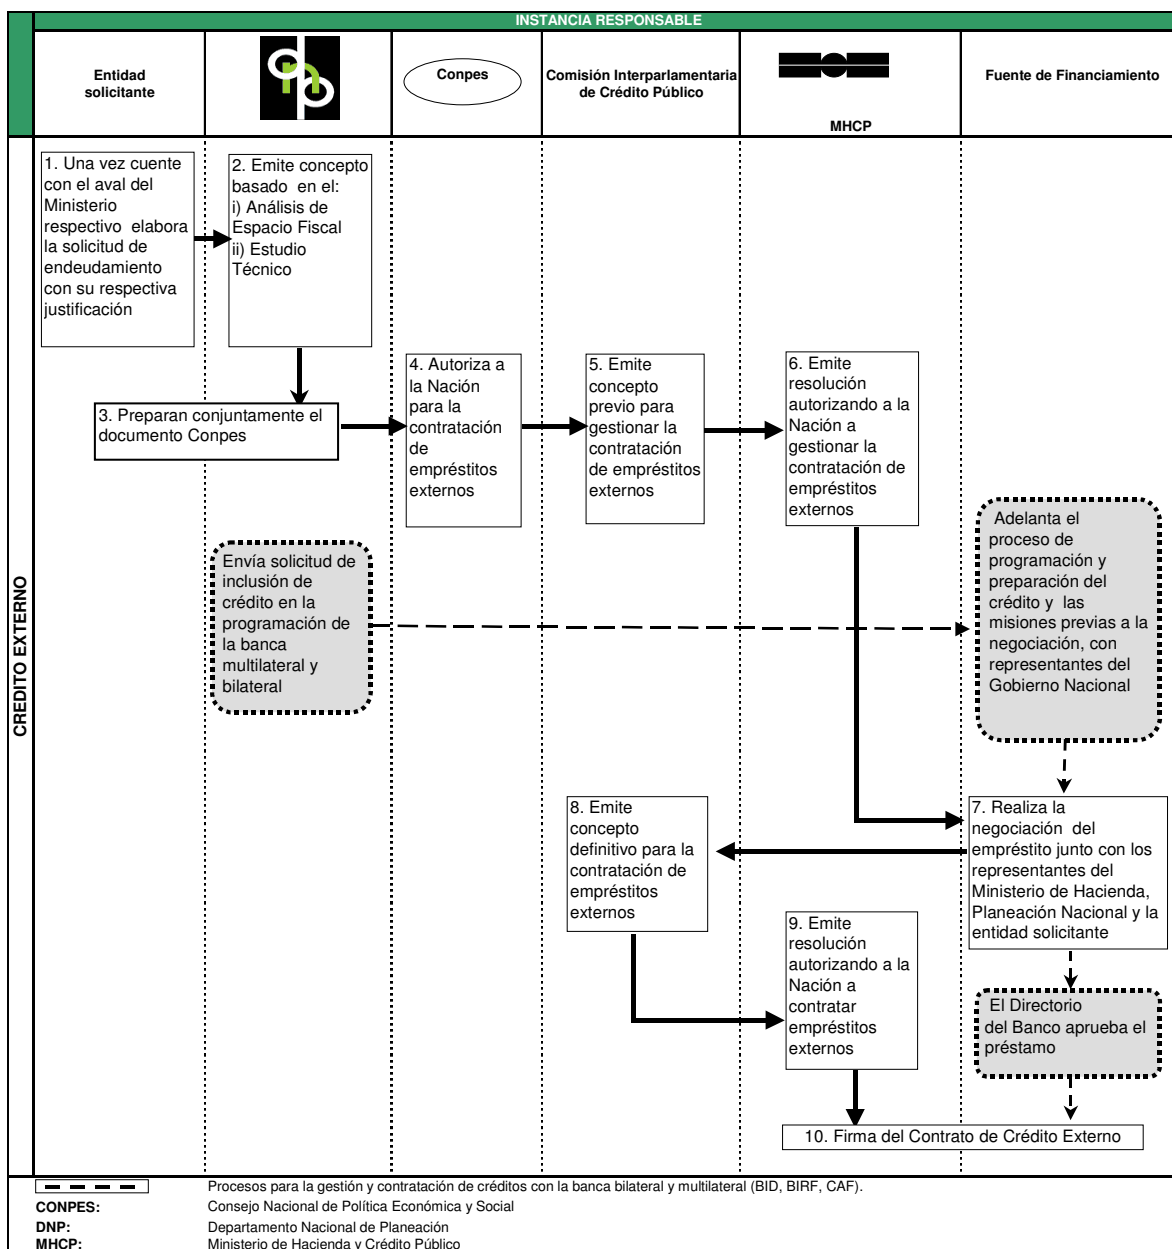 INSTANCIA RESPONSABLE
Entidad
solicitante
dnp
Conpes
Comisión Interparlamentaria
de Crédito Público
MHCP
Fuente de Financiamiento
CREDITO EXTERNO
1. Una vez cuente
con el aval del
Ministerio
respectivo elabora
la solicitud de
endeudamiento
con su respectiva
justificación
2. Emite concepto
basado en el:
i) Análisis de
Espacio Fiscal
ii) Estudio
Técnico
3. Preparan conjuntamente el
documento Conpes
4. Autoriza a
la Nación
para la
contratación
de
empréstitos
externos
5. Emite
concepto
previo para
gestionar la
contratación
de empréstitos
externos
6. Emite
resolución
autorizando a la
Nación a
gestionar la
contratación de
empréstitos
externos
Envía solicitud de
inclusión de
crédito en la
programación de
la banca
multilateral y
bilateral
Adelanta el
proceso de
programación y
preparación del
crédito y las
misiones previas a la
negociación, con
representantes del
Gobierno Nacional
7. Realiza la
negociación del
empréstito junto con los
representantes del
Ministerio de Hacienda,
Planeación Nacional y la
entidad solicitante
8. Emite
concepto
definitivo para la
contratación de
empréstitos
externos
9. Emite
resolución
autorizando a la
Nación a
contratar
empréstitos
externos
El Directorio
del Banco aprueba el
préstamo
10. Firma del Contrato de Crédito Externo
Procesos para la gestión y contratación de créditos con la banca bilateral y multilateral (BID, BIRF, CAF).
CONPES: Consejo Nacional de Política Económica y Social
DNP: Departamento Nacional de Planeación
MHCP: Ministerio de Hacienda y Crédito Público